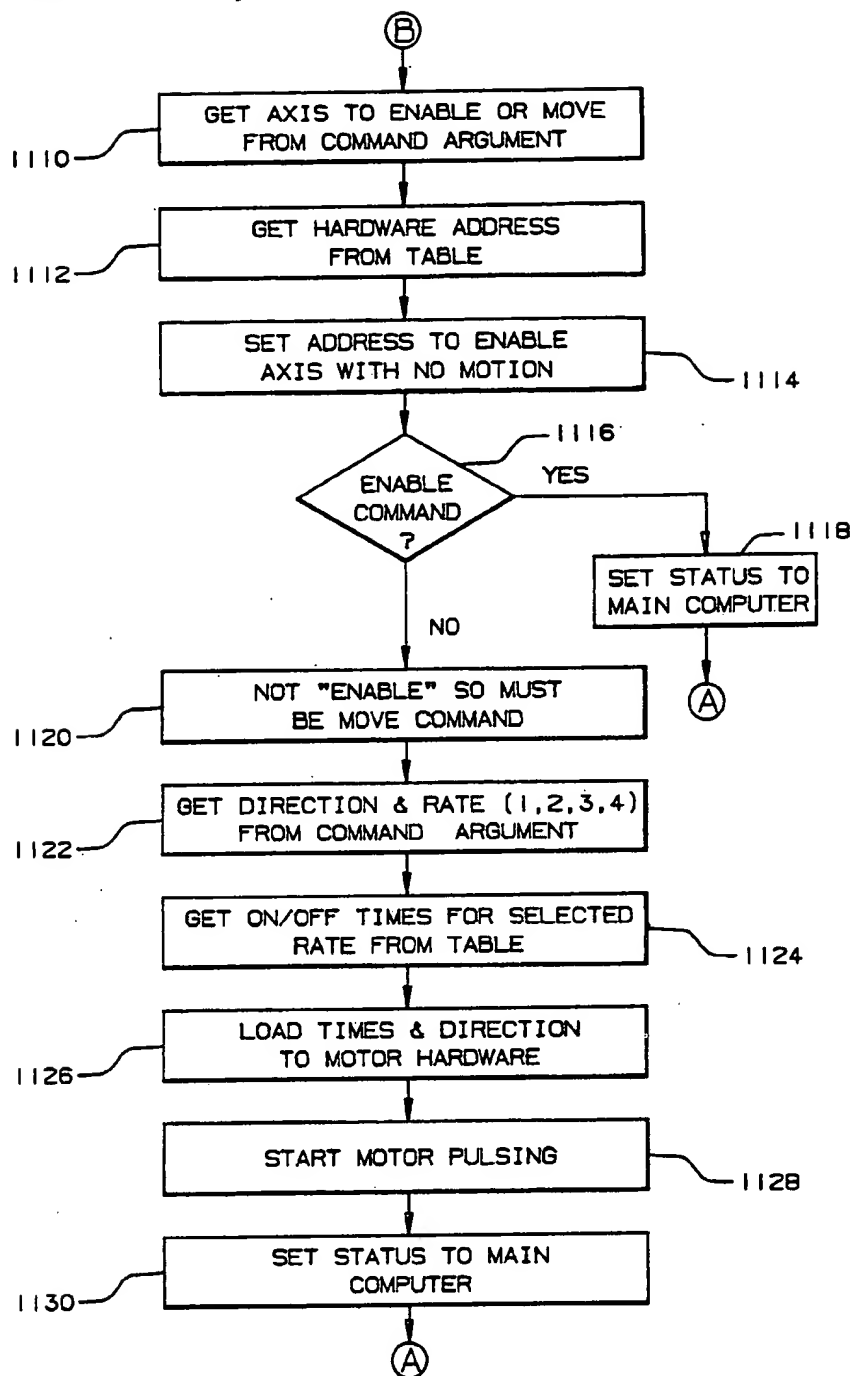 B
GET AXIS TO ENABLE OR MOVE
FROM COMMAND ARGUMENT
1110
GET HARDWARE ADDRESS
FROM TABLE
1112
SET ADDRESS TO ENABLE
AXIS WITH NO MOTION
1114
1116
ENABLE
COMMAND
?
YES
1118
SET STATUS TO
MAIN COMPUTER
A
NO
NOT "ENABLE" SO MUST
BE MOVE COMMAND
1120
GET DIRECTION & RATE (1,2,3,4)
FROM COMMAND ARGUMENT
1122
GET ON/OFF TIMES FOR SELECTED
RATE FROM TABLE
1124
LOAD TIMES & DIRECTION
TO MOTOR HARDWARE
1126
START MOTOR PULSING
1128
SET STATUS TO MAIN
COMPUTER
1130
A